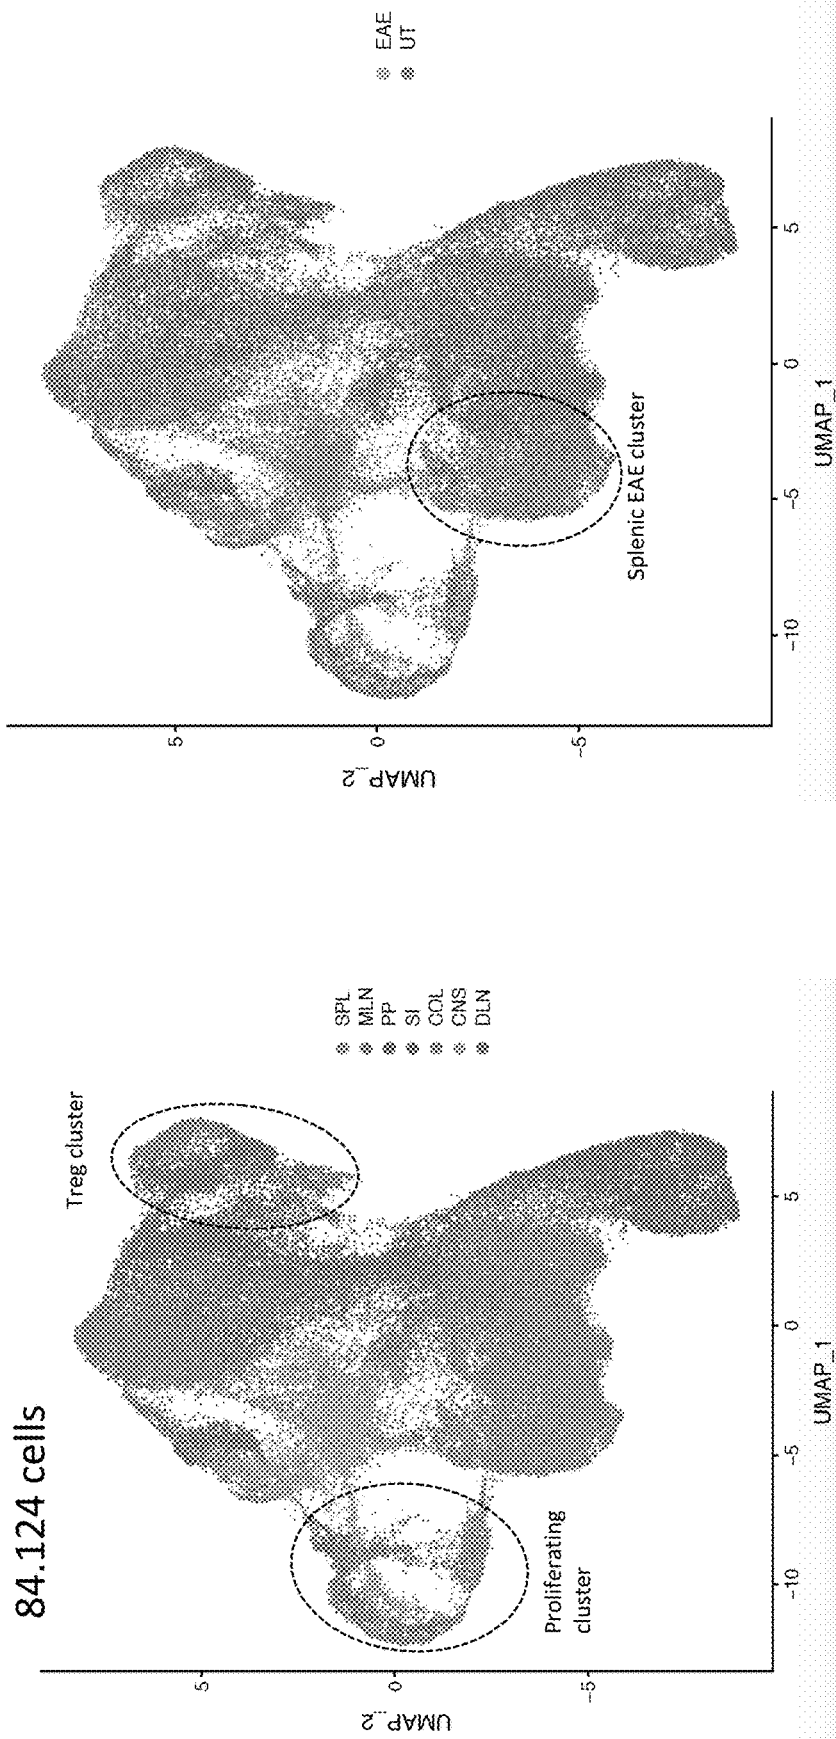 84.124 cells
Treg cluster
Proliferating
cluster
SPL
MLN
PP
SI
COL
CNS
DLN
UMAP_2
5
0
-5
-10
-5
0
5
UMAP_1
EAE
UT
Splenic EAE cluster
UMAP_2
5
0
-5
-10
-5
0
5
UMAP_1